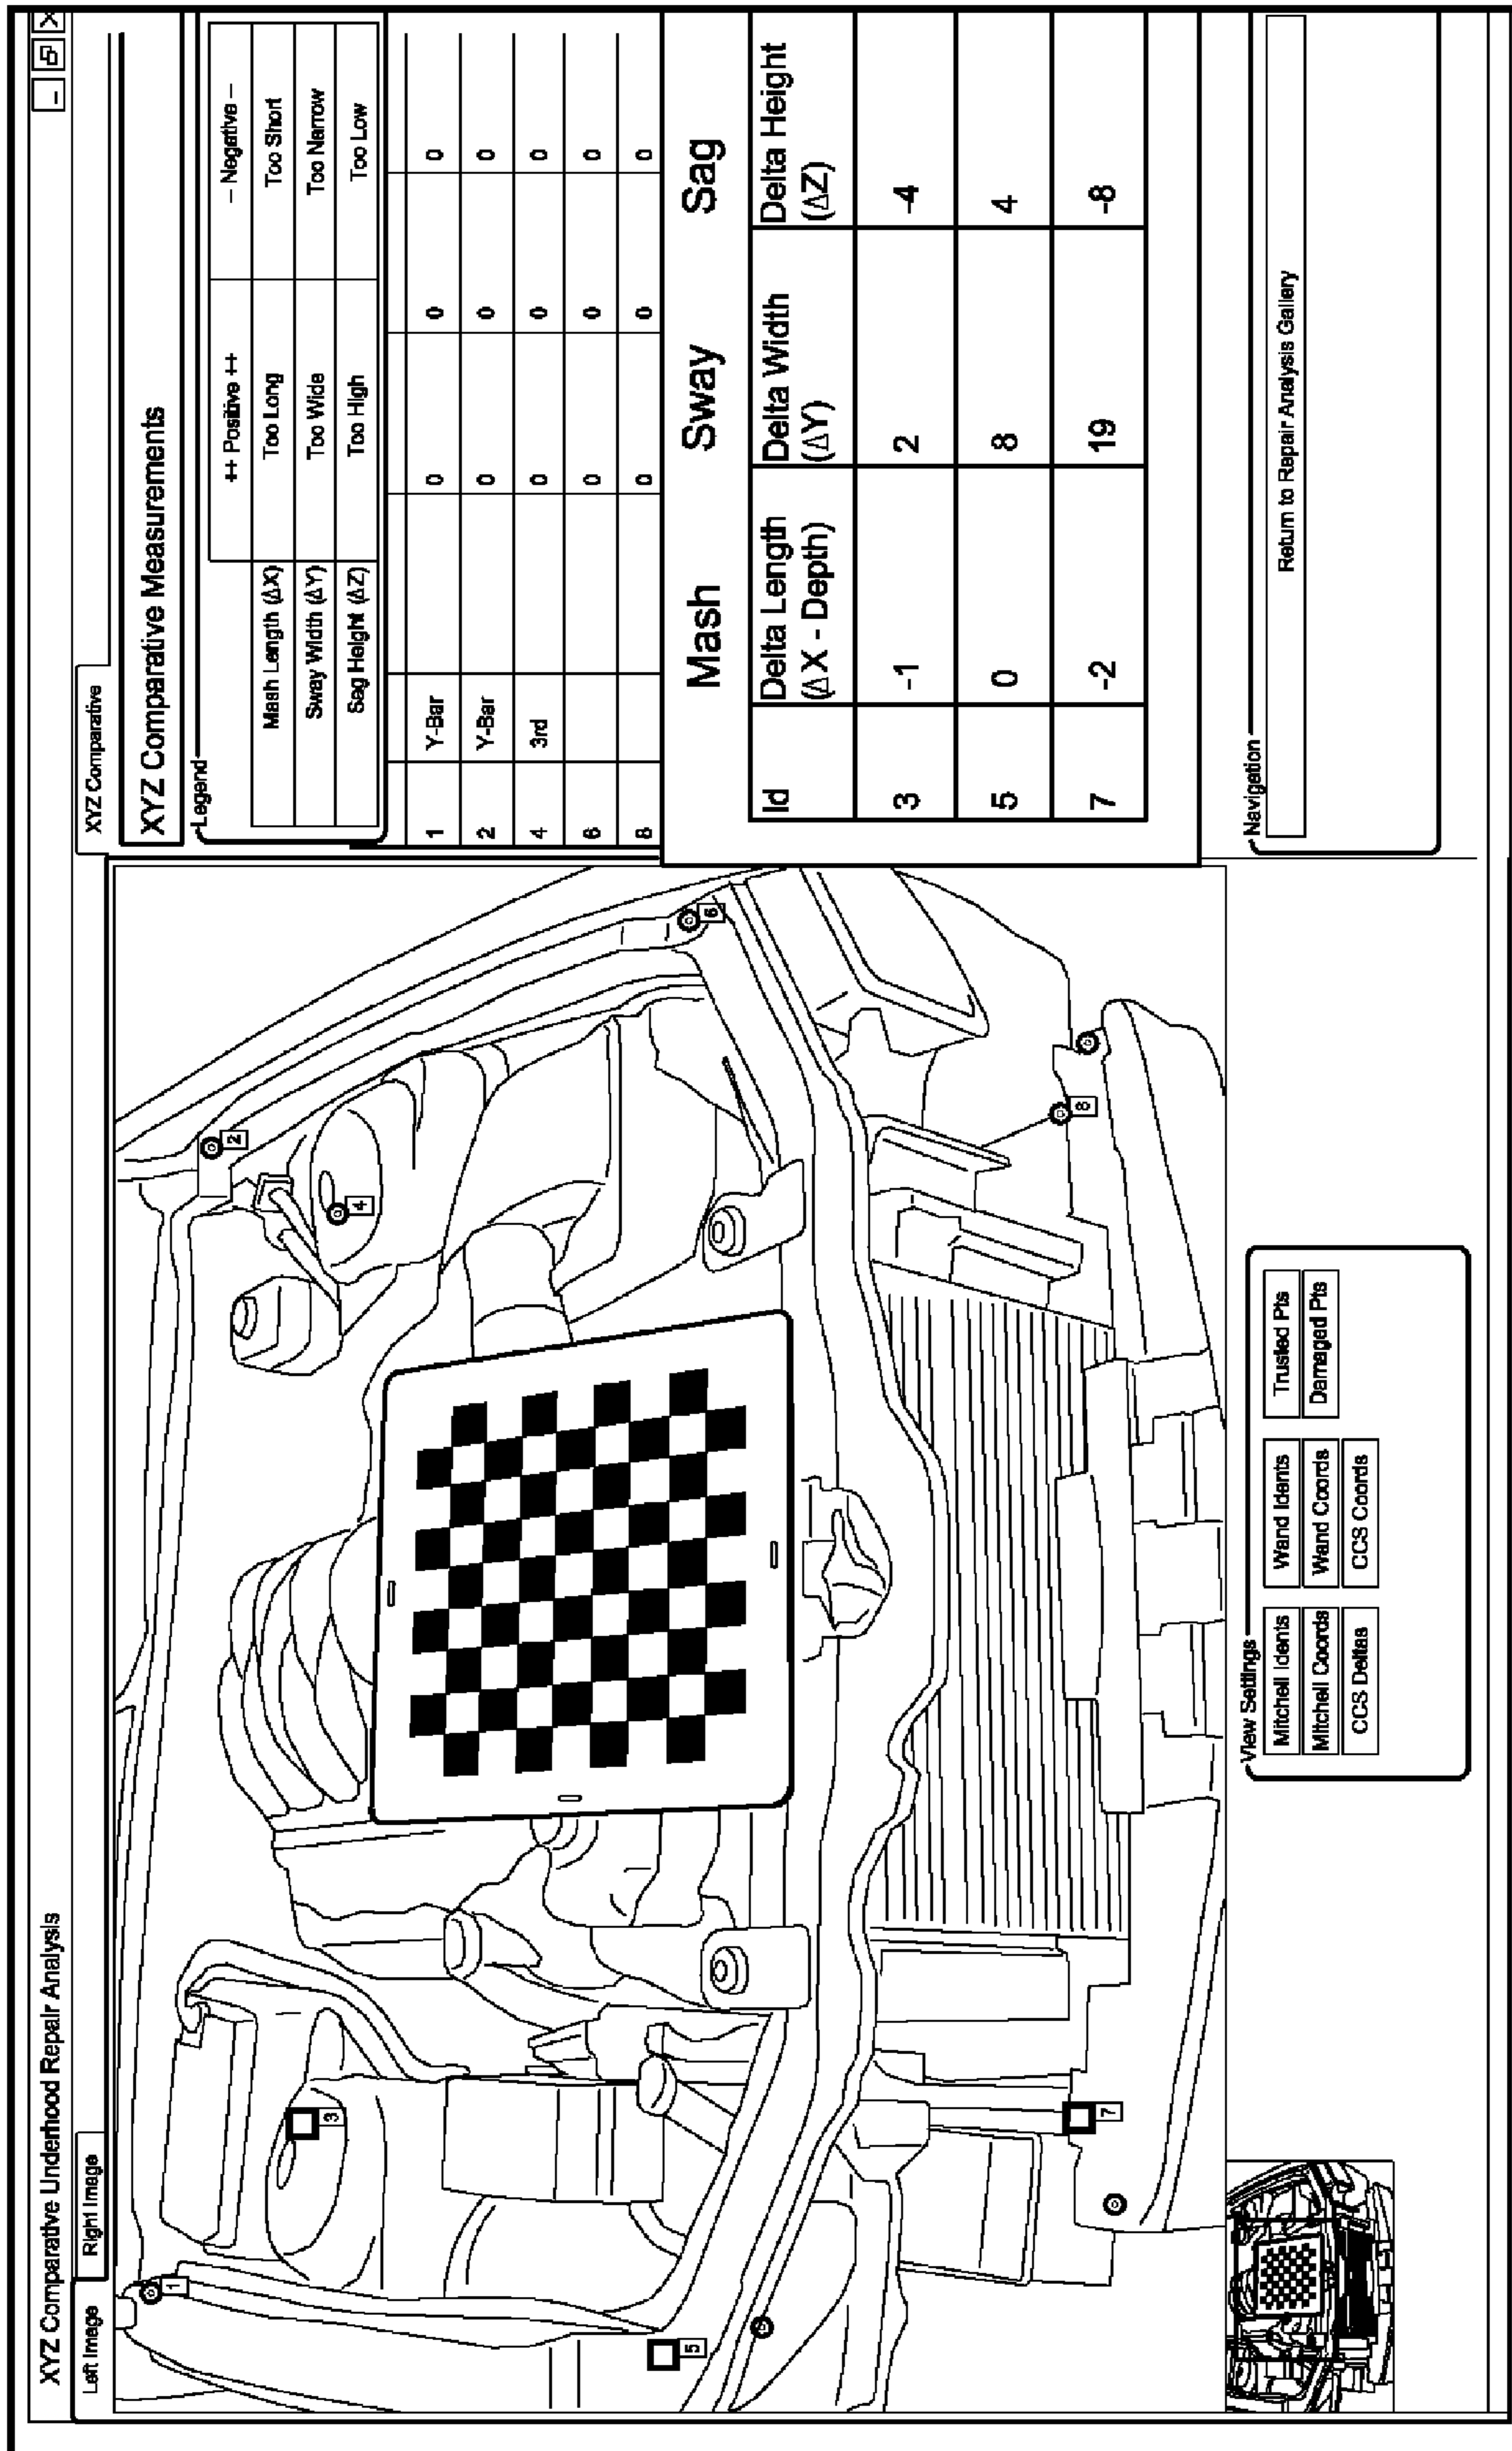 XYZ Comparative Underhood Repair Analysis
Left Image
Right Image
XYZ Comparative
1
2
3
4
5
6
7
8
XYZ Comparative Measurements
Legend
++ Positive ++ -- Negative --
Mash Length (ΔX) Too Long Too Short
Sway Width (ΔY) Too Wide Too Narrow
Sag Height (ΔZ) Too High Too Low
1 Y-Bar 0 0 0
2 Y-Bar 0 0 0
4 3rd 0 0 0
6 0 0 0
8 0 0 0
Mash Sway Sag
Id Delta Length Delta Width Delta Height
(ΔX - Depth) (ΔY) (ΔZ)
3 -1 2 -4
5 0 8 4
7 -2 19 -8
View Settings
Mitchell Idents Wand Idents Trusted Pts
Mitchell Coords Wand Coords Damaged Pts
CCS Deltas CCS Coords
Navigation
Return to Repair Analysis Gallery